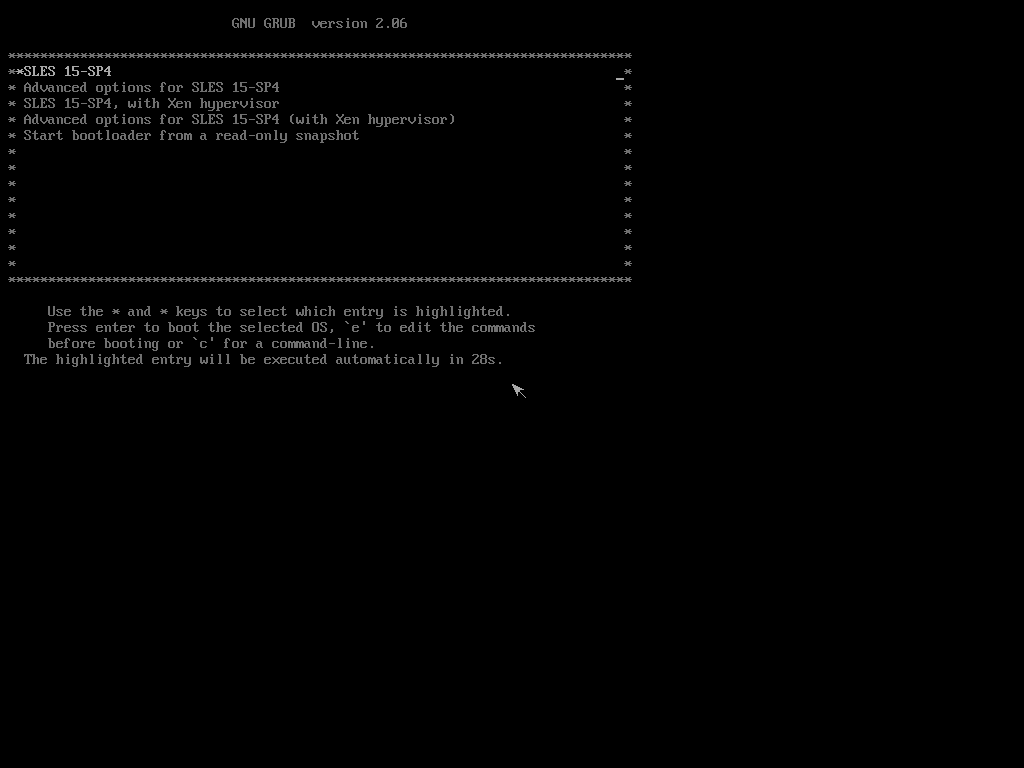 GNU GRUB  version 2.06
*******************************************************************************
**SLES 15-SP4 _*
* Advanced options for SLES 15-SP4 *
* SLES 15-SP4, with Xen hypervisor *
* Advanced options for SLES 15-SP4 (with Xen hypervisor) *
* Start bootloader from a read-only snapshot *
* *
* *
* *
* *
* *
* *
* *
* *
*******************************************************************************
Use the * and * keys to select which entry is highlighted.
Press enter to boot the selected OS, `e' to edit the commands
before booting or `c' for a command-line.
The highlighted entry will be executed automatically in 28s.